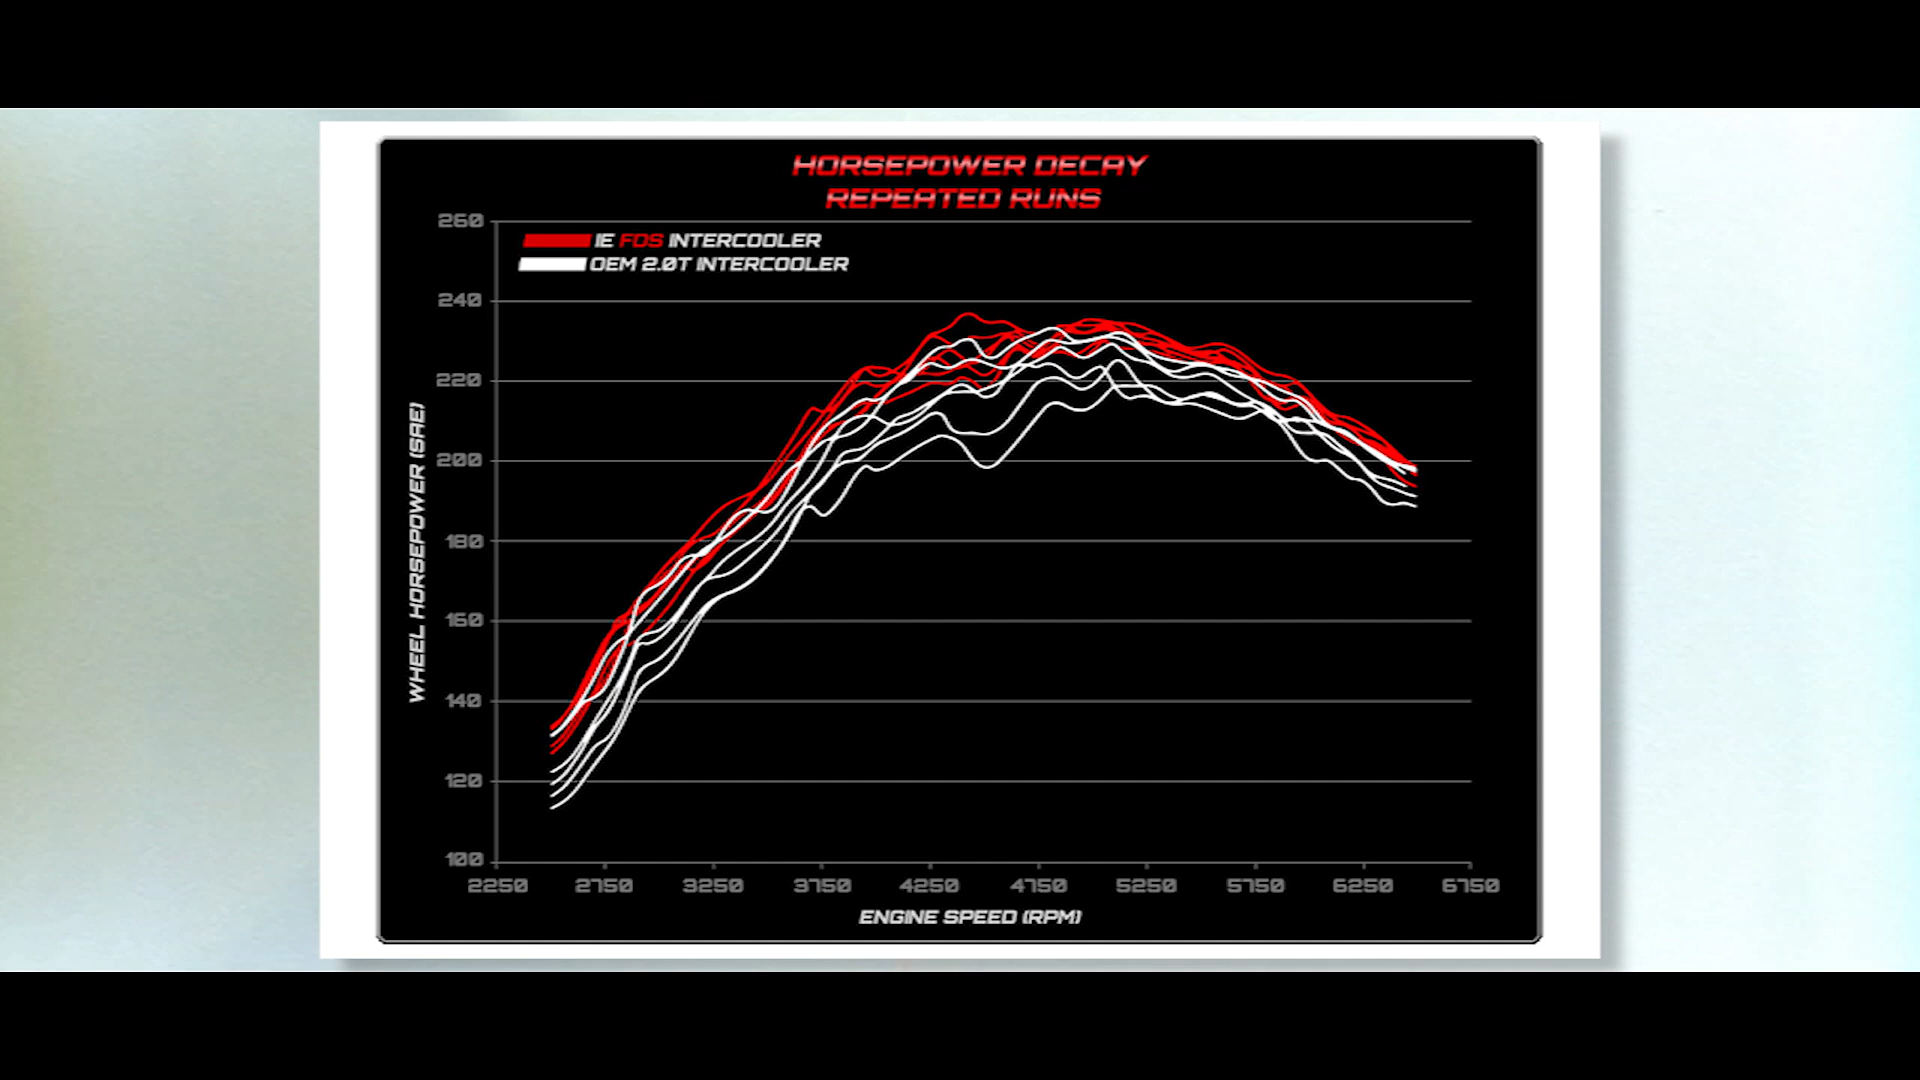 HORSEPOWER DECAY
REPEATED RUNS
IE FDS INTERCOOLER
OEM 2.0T INTERCOOLER
WHEEL HORSEPOWER (SAE)
260
240
220
200
180
160
140
120
100
2250 2750 3250 3750 4250 4750 5250 5750 6250 6750
ENGINE SPEED (RPM)